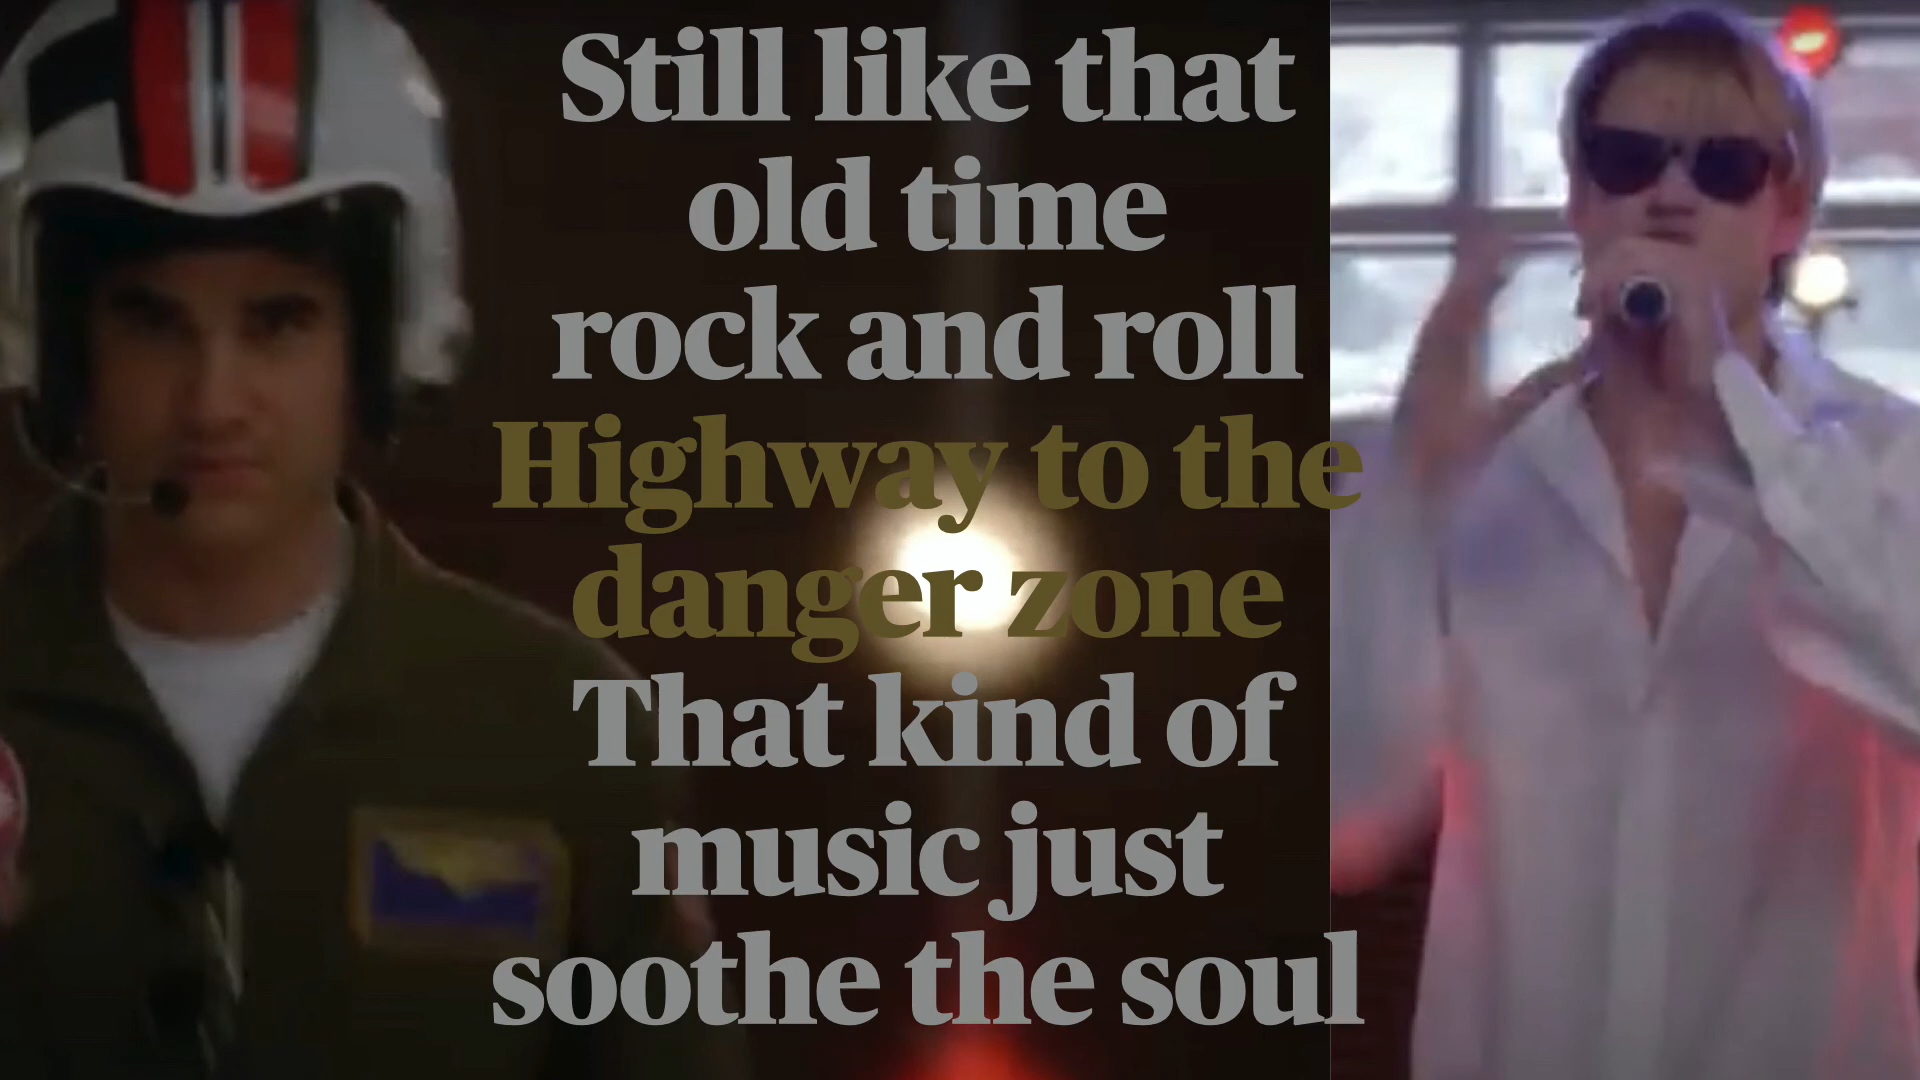 Still like that
old time
rock and roll
Highway to the
danger zone
That kind of
music just
soothe the soul